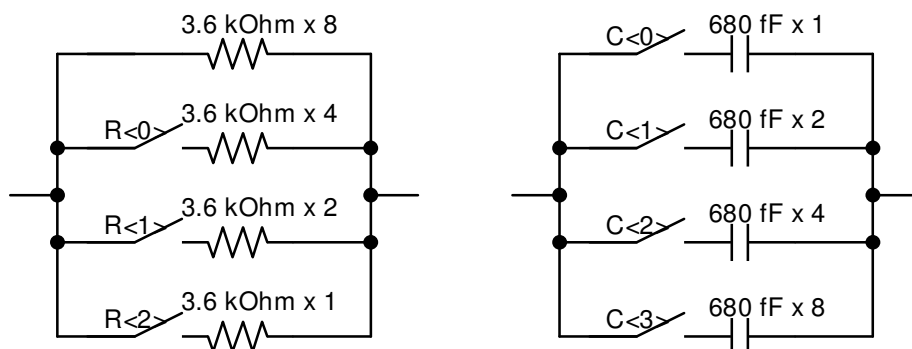 3.6 kOhm x 8
R<0>
3.6 kOhm x 4
R<1>
3.6 kOhm x 2
R<2>
3.6 kOhm x 1
C<0>
680 fF x 1
C<1>
680 fF x 2
C<2>
680 fF x 4
C<3>
680 fF x 8